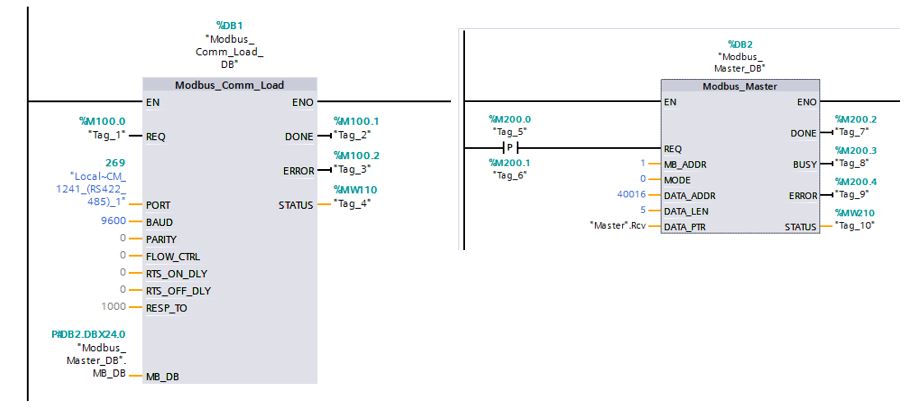 %DB1
"Modbus_
Comm_Load_
DB"
Modbus_Comm_Load
EN ENO
%M100.0
"Tag_1" REQ
%M100.1
DONE "Tag_2"
%M100.2
ERROR "Tag_3"
269
"Local~CM_
1241_(RS422_
485)_1" PORT
%MW110
STATUS "Tag_4"
9600 BAUD
0 PARITY
0 FLOW_CTRL
0 RTS_ON_DLY
0 RTS_OFF_DLY
1000 RESP_TO
P#DB2.DBX24.0
"Modbus_
Master_DB".
MB_DB MB_DB
%DB2
"Modbus_
Master_DB"
Modbus_Master
EN ENO
%M200.0
"Tag_5"
P
%M200.1
"Tag_6"
REQ
1 MB_ADDR
0 MODE
40016 DATA_ADDR
5 DATA_LEN
"Master".Rcv DATA_PTR
%M200.2
DONE "Tag_7"
%M200.3
BUSY "Tag_8"
%M200.4
ERROR "Tag_9"
%MW210
STATUS "Tag_10"